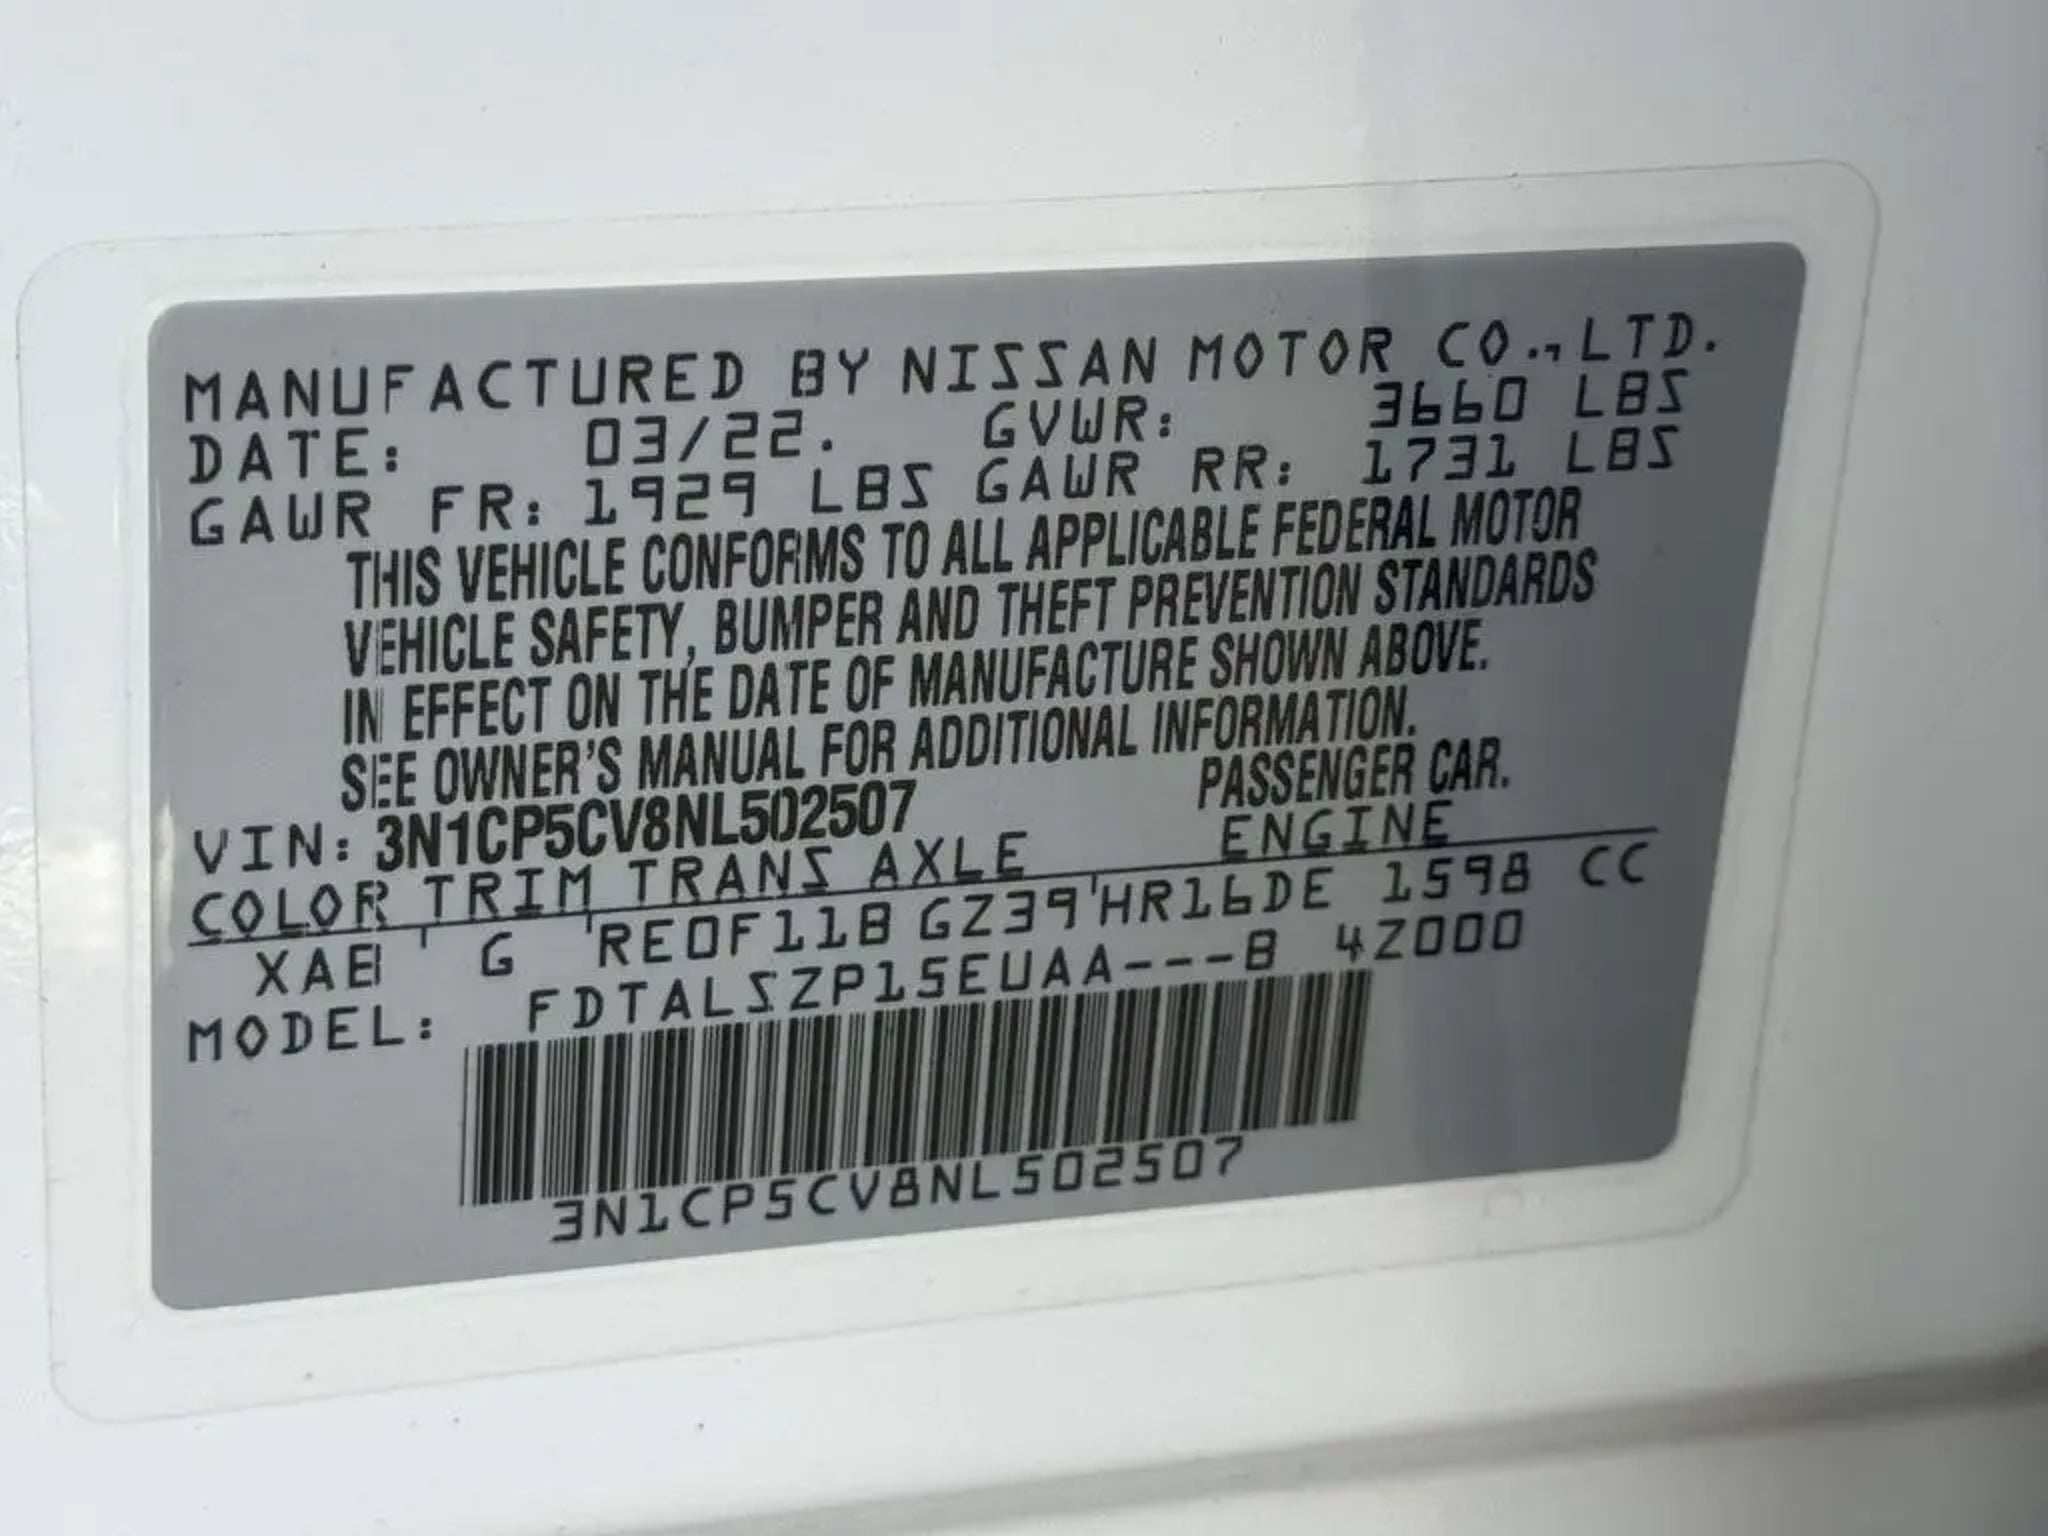 MANUFACTURED BY NISSAN MOTOR CO.,LTD.
DATE: 03/22. GVWR: 3660 LBS
GAWR FR: 1929 LBS GAWR RR: 1731 LBS
THIS VEHICLE CONFORMS TO ALL APPLICABLE FEDERAL MOTOR
VEHICLE SAFETY, BUMPER AND THEFT PREVENTION STANDARDS
IN EFFECT ON THE DATE OF MANUFACTURE SHOWN ABOVE.
SEE OWNER'S MANUAL FOR ADDITIONAL INFORMATION.
VIN: 3N1CP5CV8NL502507 PASSENGER CAR.
COLOR TRIM TRANS AXLE ENGINE
XAB G RE0F11B GZ39 HR16DE 1598 CC
MODEL: FDTALSZP15EUAA---B 4Z000
3N1CP5CV8NL502507